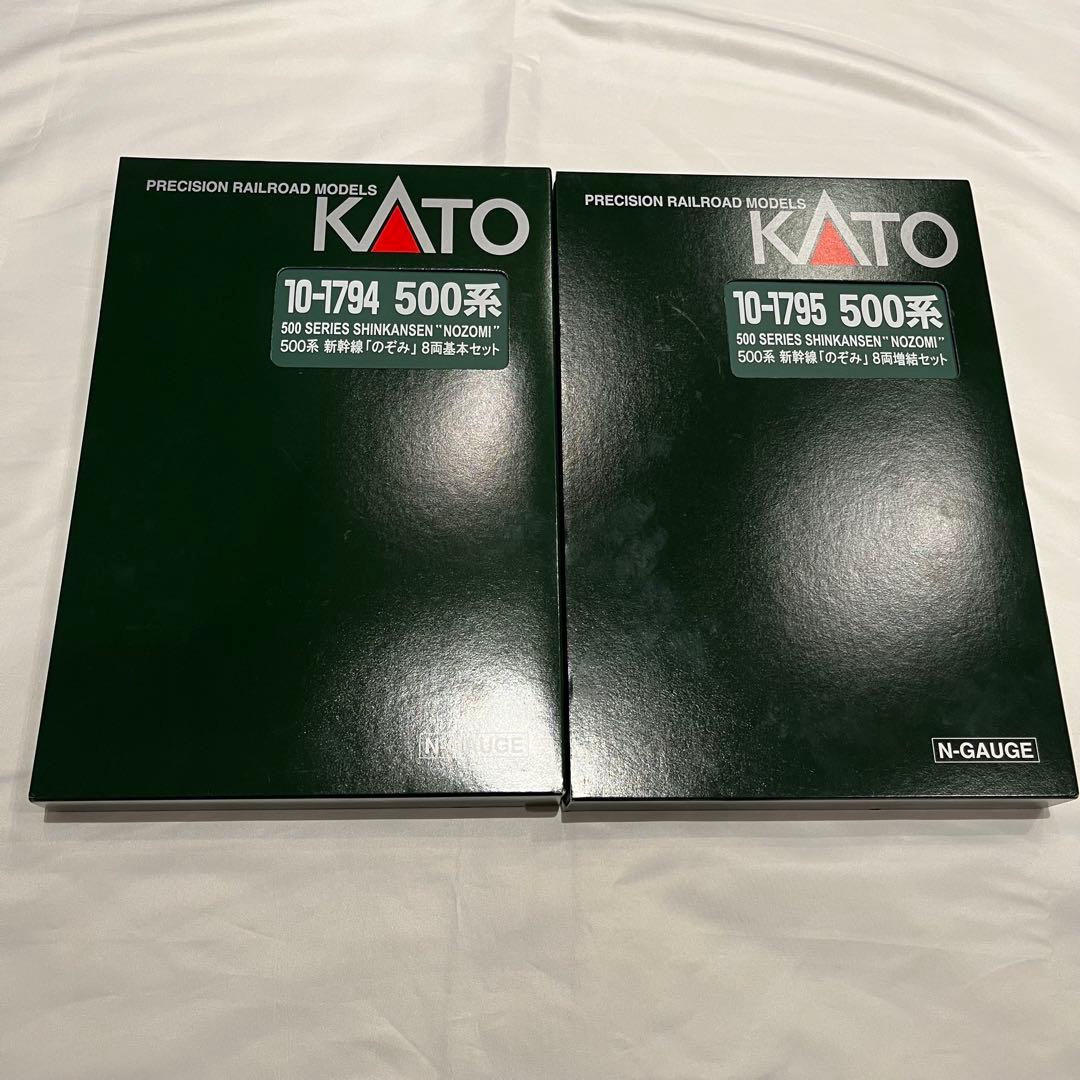 PRECISION RAILROAD MODELS
KATO
10-1794 500系
500 SERIES SHINKANSEN "NOZOMI"
500系 新幹線「のぞみ」8両基本セット
N-GAUGE
PRECISION RAILROAD MODELS
KATO
10-1795 500系
500 SERIES SHINKANSEN "NOZOMI"
500系 新幹線「のぞみ」8両増結セット
N-GAUGE